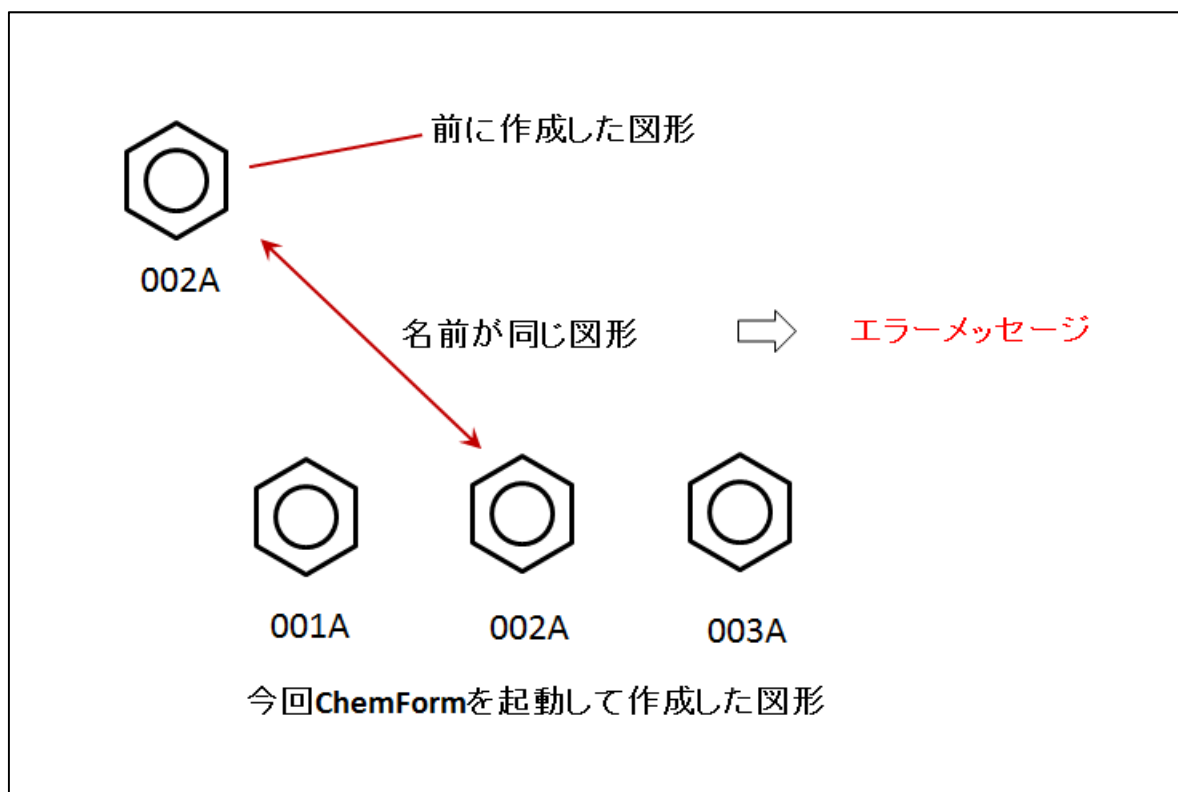 前に作成した図形
002A
名前が同じ図形
エラーメッセージ
001A
002A
003A
今回ChemFormを起動して作成した図形